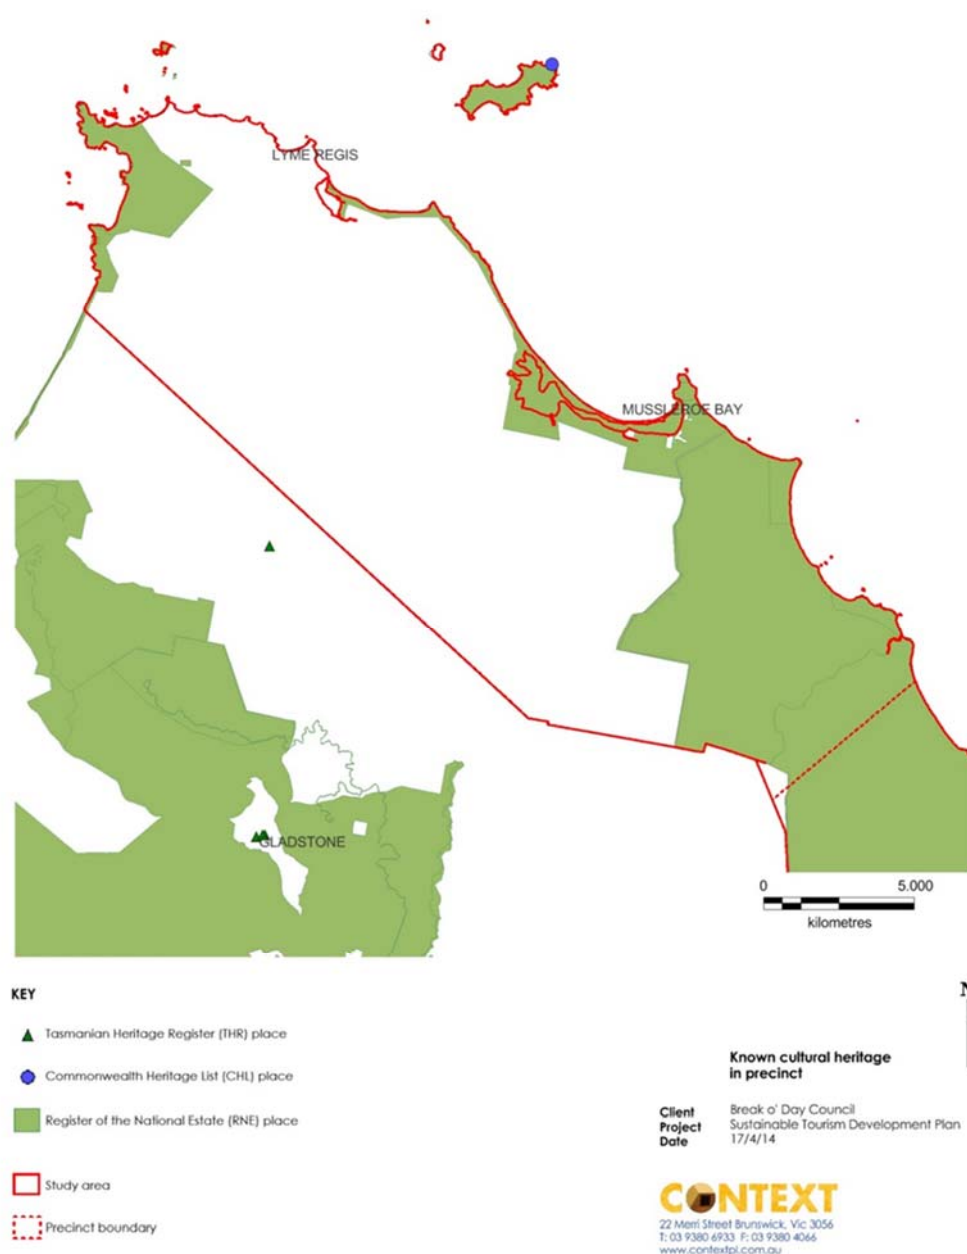 LYME REGIS
MUSSLEROE BAY
GLADSTONE
0 5.000
kilometres
KEY
N
Tasmanian Heritage Register (THR) place
Commonwealth Heritage List (CHL) place
Register of the National Estate (RNE) place
Study area
Precinct boundary
Known cultural heritage
in precinct
Client Break o' Day Council
Project Sustainable Tourism Development Plan
Date 17/4/14
CONTEXT
22 Merri Street Brunswick, Vic 3056
T: 03 9380 6933 F: 03 9380 4066
www.contextpl.com.au